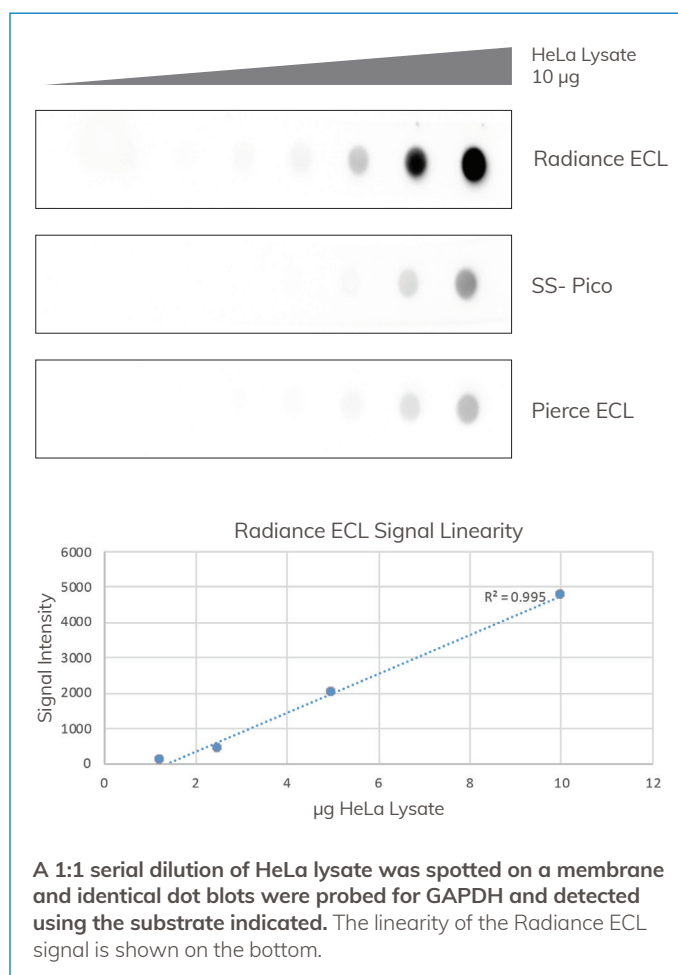 HeLa Lysate
10 µg
Radiance ECL
SS- Pico
Pierce ECL
Radiance ECL Signal Linearity
6000
5000
4000
3000
2000
1000
0
Signal Intensity
R² = 0.995
0 2 4 6 8 10 12
µg HeLa Lysate
A 1:1 serial dilution of HeLa lysate was spotted on a membrane
and identical dot blots were probed for GAPDH and detected
using the substrate indicated. The linearity of the Radiance ECL
signal is shown on the bottom.